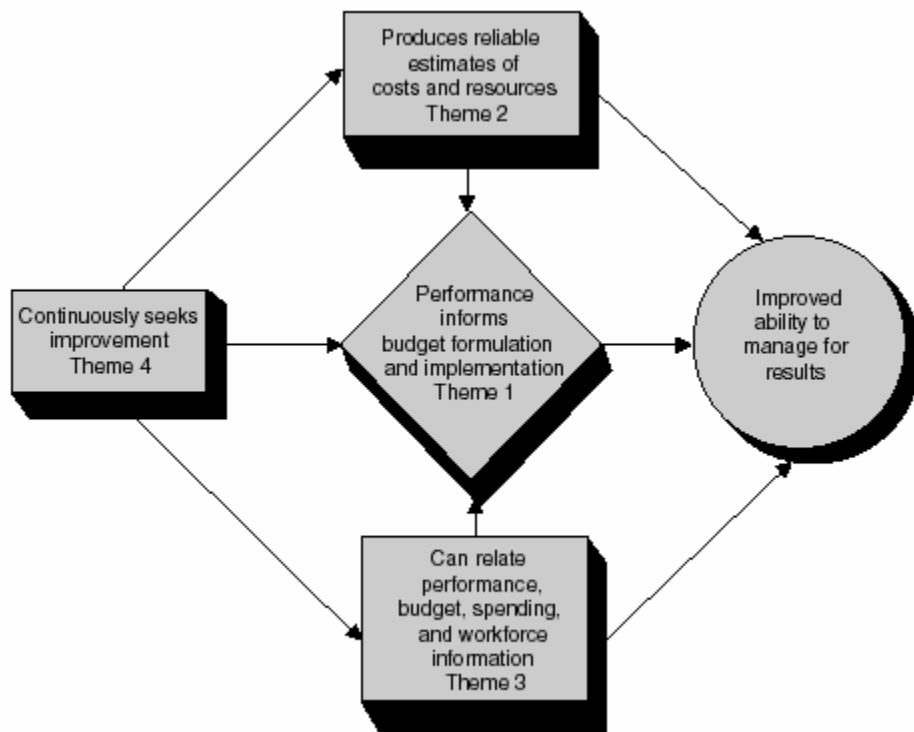 Produces reliable
estimates of
costs and resources
Theme 2
Continuously seeks
improvement
Theme 4
Performance
informs
budget formulation
and implementation
Theme 1
Improved
ability to
manage for
results
Can relate
performance,
budget, spending,
and workforce
information
Theme 3